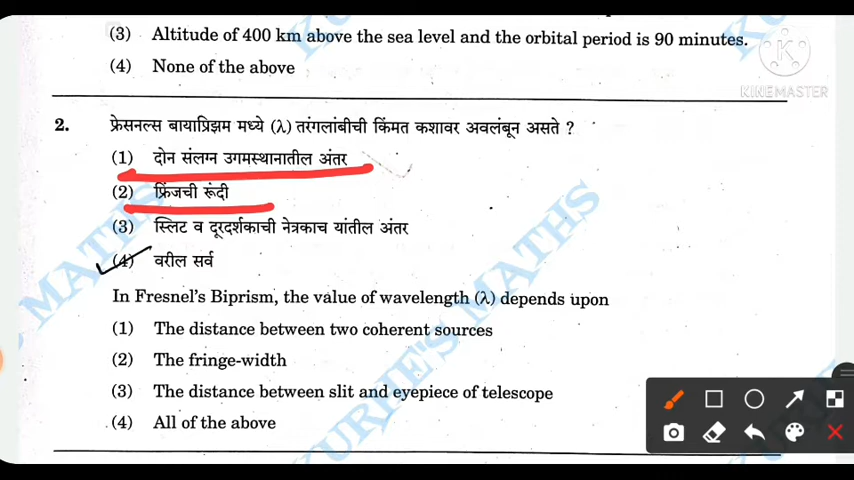 (3) Altitude of 400 km above the sea level and the orbital period is 90 minutes.
(4) None of the above
K
KINEMASTER
2. फ्रेसनल्स बायाप्रिझम मध्ये (λ) तरंगलांबीची किंमत कशावर अवलंबून असते ?
(1) दोन संलग्न उगमस्थानातील अंतर
(2) फ्रिंजची रूंदी
(3) स्लिट व दूरदर्शकाची नेत्रकाच यांतील अंतर
(4) वरील सर्व
In Fresnel's Biprism, the value of wavelength (λ) depends upon
(1) The distance between two coherent sources
(2) The fringe-width
(3) The distance between slit and eyepiece of telescope
(4) All of the above
KURHE'S MATHS